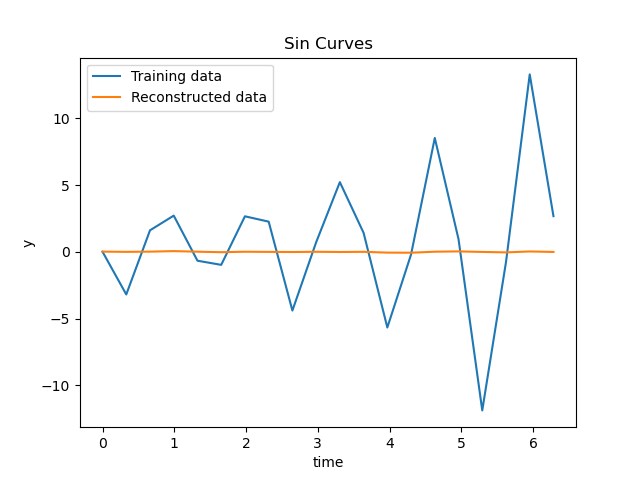 Sin Curves
Training data
Reconstructed data
10
5
0
−5
−10
y
0 1 2 3 4 5 6
time